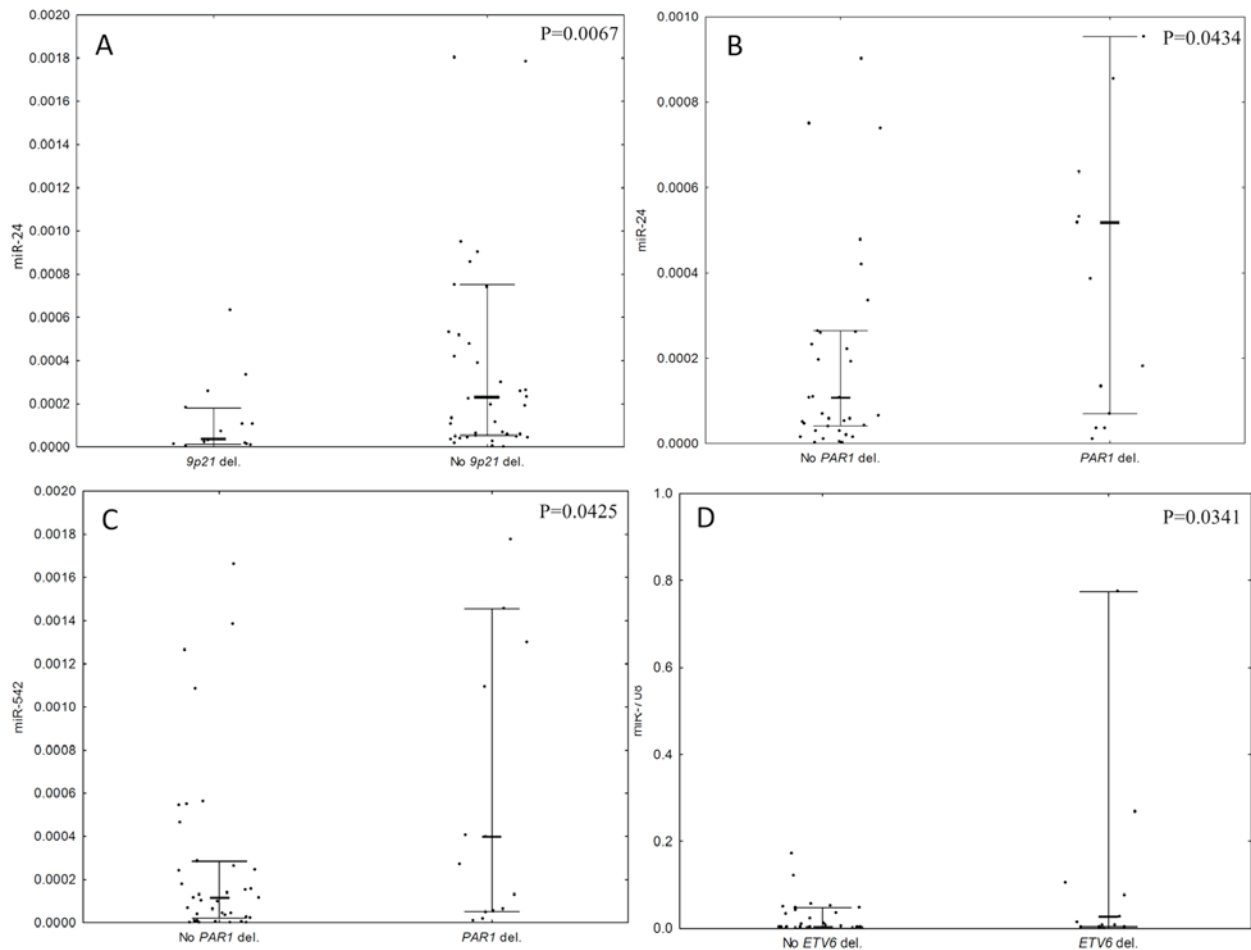 A
P=0.0067
0.0020
0.0018
0.0016
0.0014
0.0012
0.0010
0.0008
0.0006
0.0004
0.0002
0.0000
miR-24
9p21 del.
No 9p21 del.
B
P=0.0434
0.0010
0.0008
0.0006
0.0004
0.0002
0.0000
miR-24
No PAR1 del.
PAR1 del.
C
P=0.0425
0.0020
0.0018
0.0016
0.0014
0.0012
0.0010
0.0008
0.0006
0.0004
0.0002
0.0000
miR-542
No PAR1 del.
PAR1 del.
D
P=0.0341
1.0
0.8
0.6
0.4
0.2
0.0
miR-708
No ETV6 del.
ETV6 del.